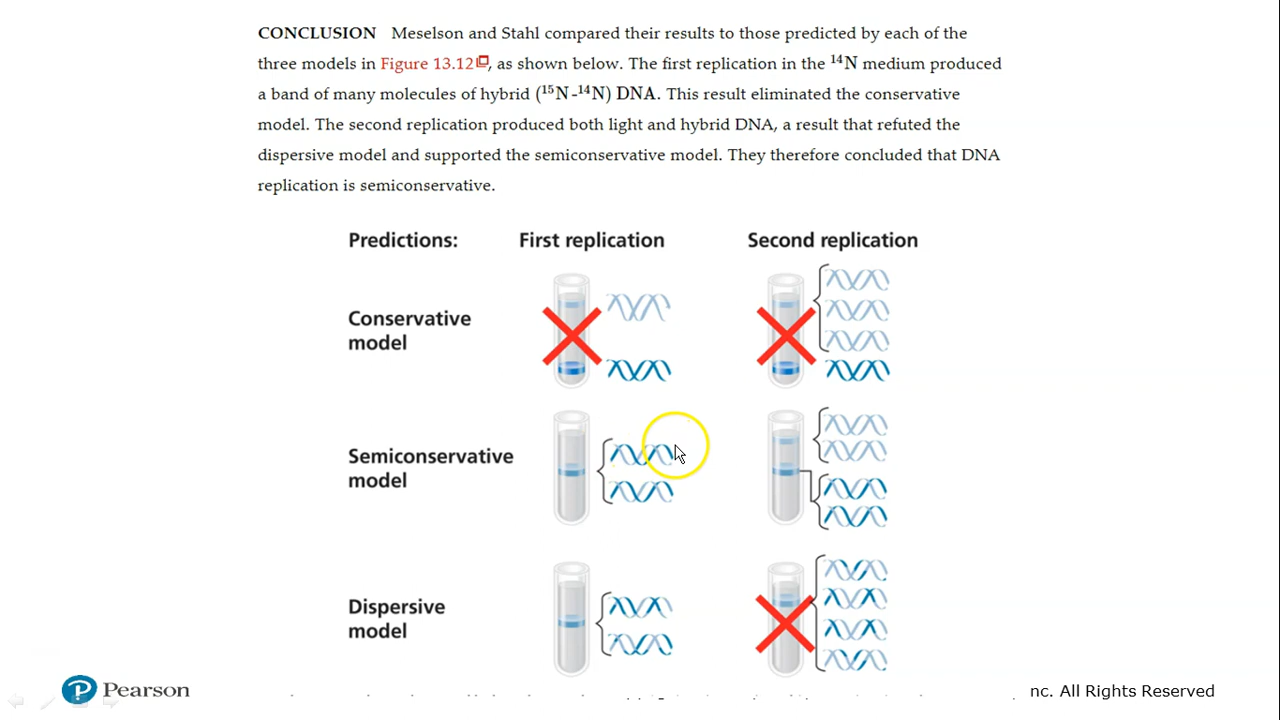 CONCLUSION Meselson and Stahl compared their results to those predicted by each of the
three models in Figure 13.12, as shown below. The first replication in the ¹⁴N medium produced
a band of many molecules of hybrid (¹⁵N-¹⁴N) DNA. This result eliminated the conservative
model. The second replication produced both light and hybrid DNA, a result that refuted the
dispersive model and supported the semiconservative model. They therefore concluded that DNA
replication is semiconservative.
Predictions: First replication Second replication
Conservative
model
Semiconservative
model
Dispersive
model
Pearson
nc. All Rights Reserved